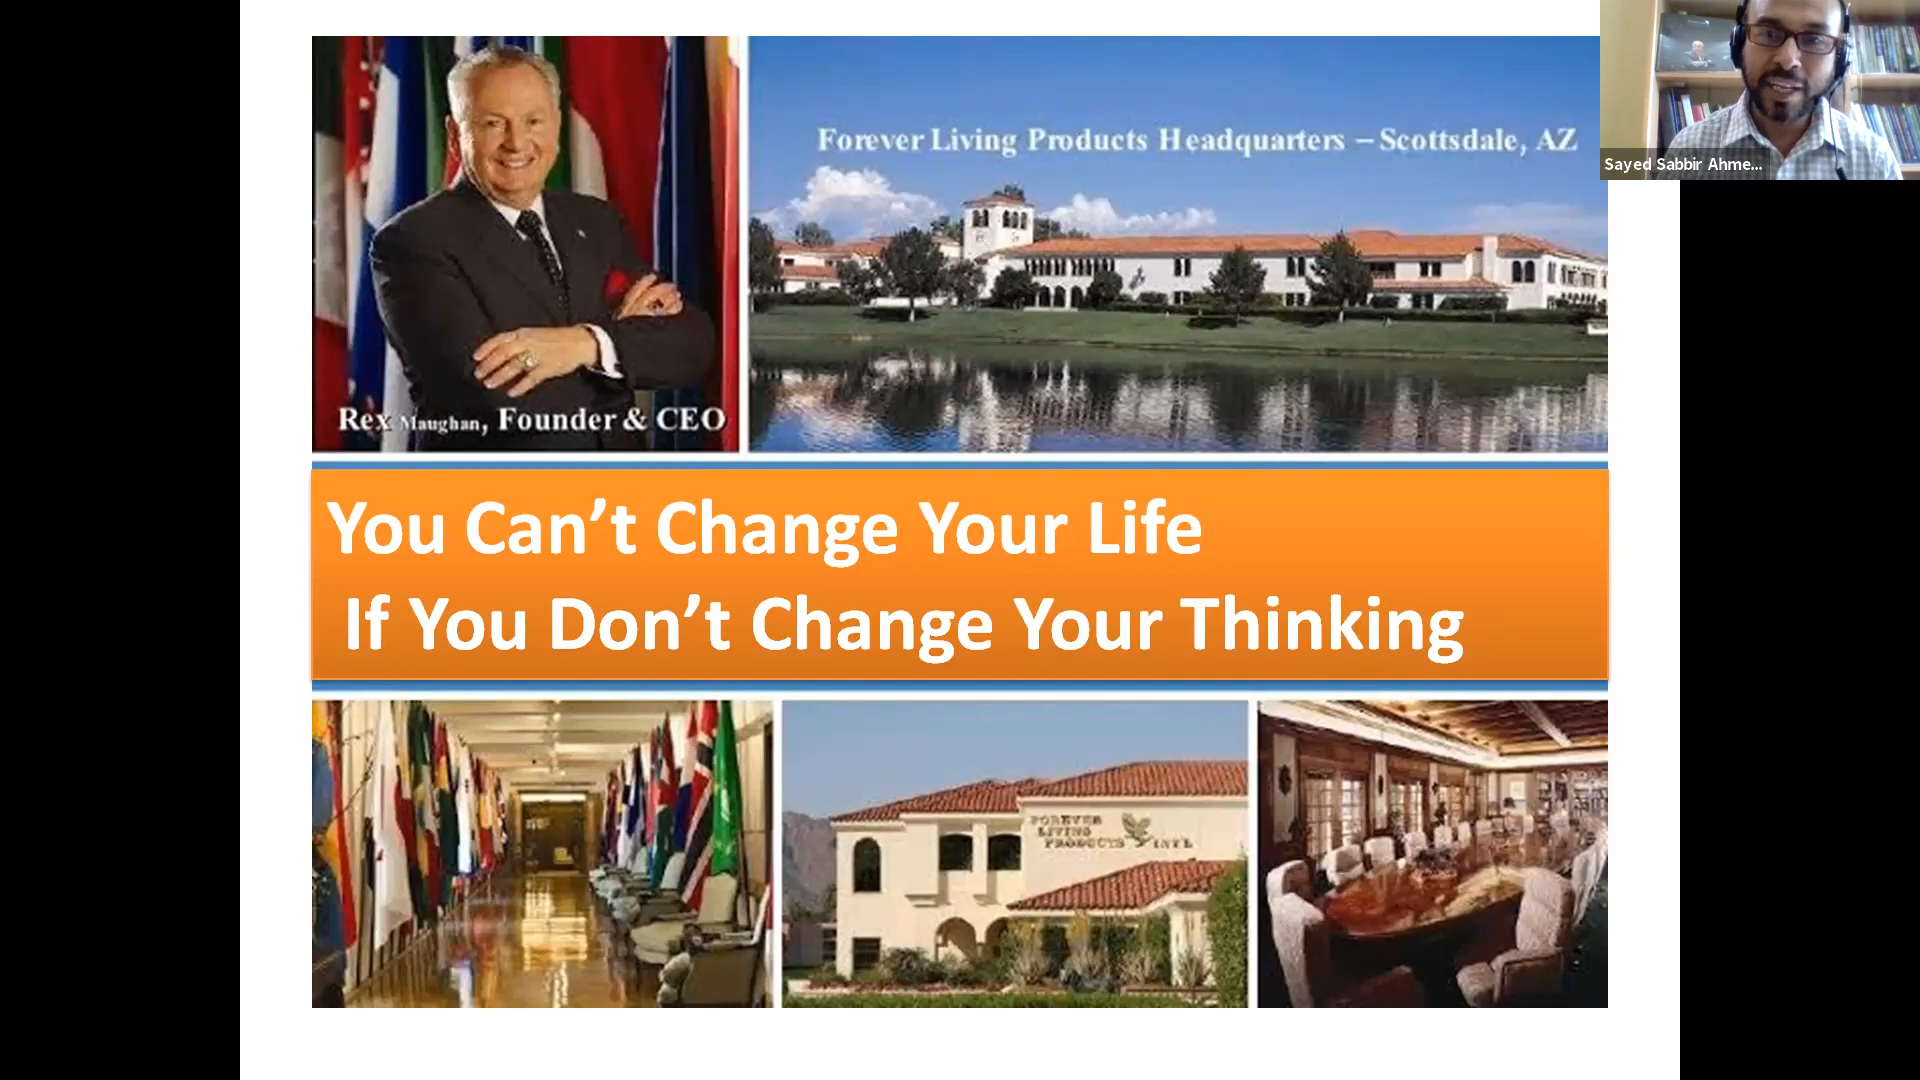 Forever Living Products Headquarters – Scottsdale, AZ
Sayed Sabbir Ahme...
Rex Maughan, Founder & CEO
You Can’t Change Your Life
If You Don’t Change Your Thinking
FOREVER
LIVING
PRODUCTS INT'L